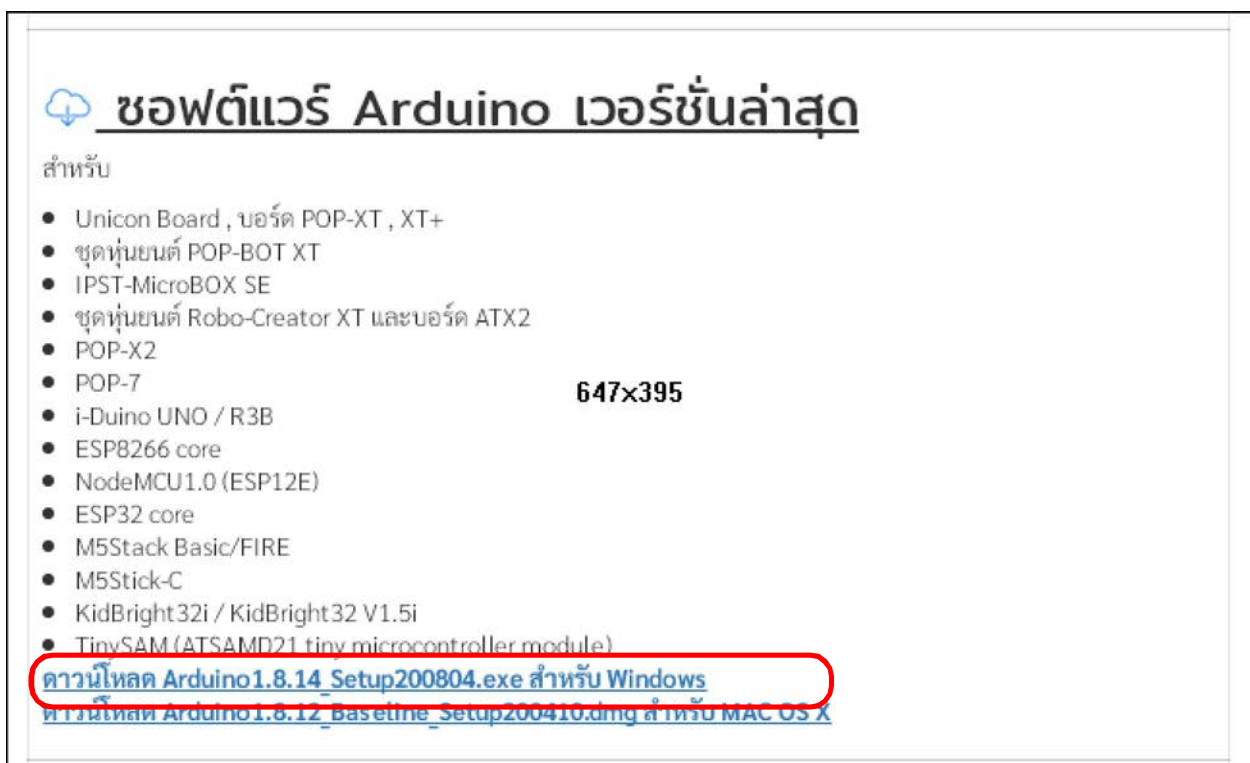 ซอฟต์แวร์ Arduino เวอร์ชั่นล่าสุด
สำหรับ
● Unicon Board , บอร์ด POP-XT , XT+
● ชุดหุ่นยนต์ POP-BOT XT
● IPST-MicroBOX SE
● ชุดหุ่นยนต์ Robo-Creator XT และบอร์ด ATX2
● POP-X2
● POP-7
647x395
● i-Duino UNO / R3B
● ESP8266 core
● NodeMCU1.0 (ESP12E)
● ESP32 core
● M5Stack Basic/FIRE
● M5Stick-C
● KidBright32i / KidBright32 V1.5i
● TinySAM (ATSAMD21 tiny microcontroller module)
ดาวน์โหลด Arduino1.8.14_Setup200804.exe สำหรับ Windows
ดาวน์โหลด Arduino1.8.12_Baseline_Setup200410.dmg สำหรับ MAC OS X